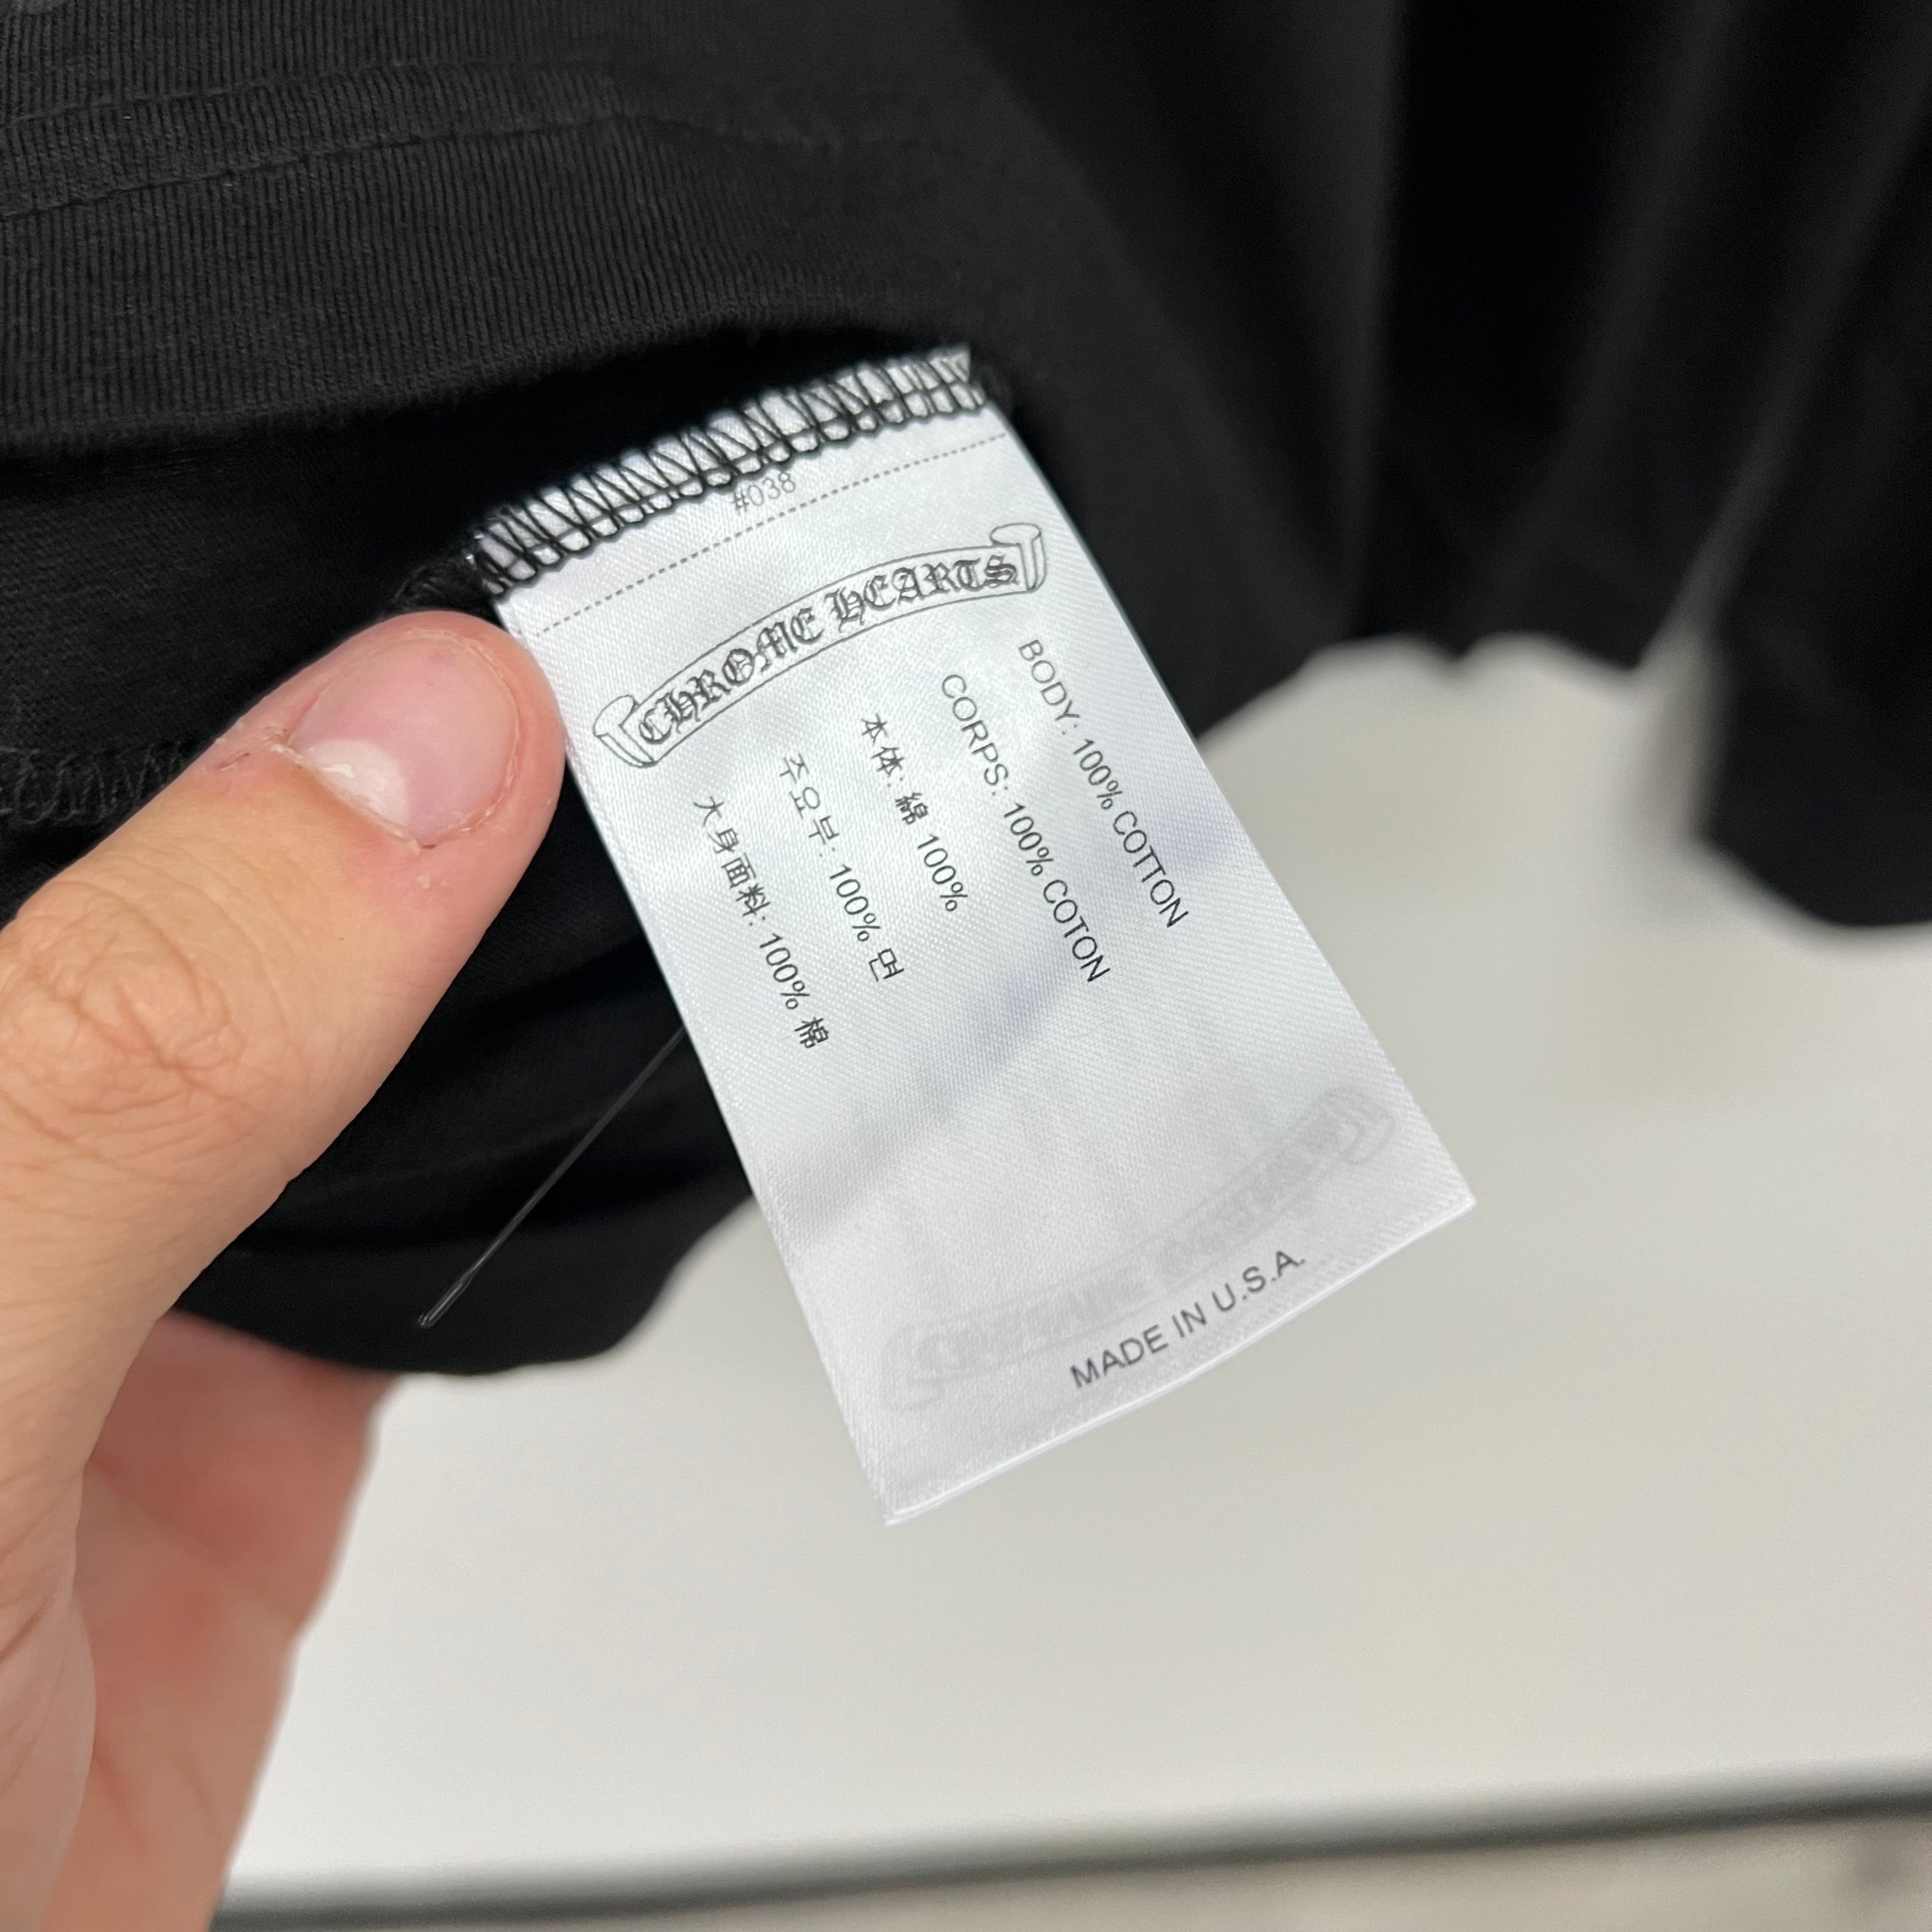 #038
CHROME HEARTS
BODY: 100% COTTON
CORPS: 100% COTON
本体: 綿 100%
주요부: 100% 면
大身面料: 100% 棉
MADE IN U.S.A.